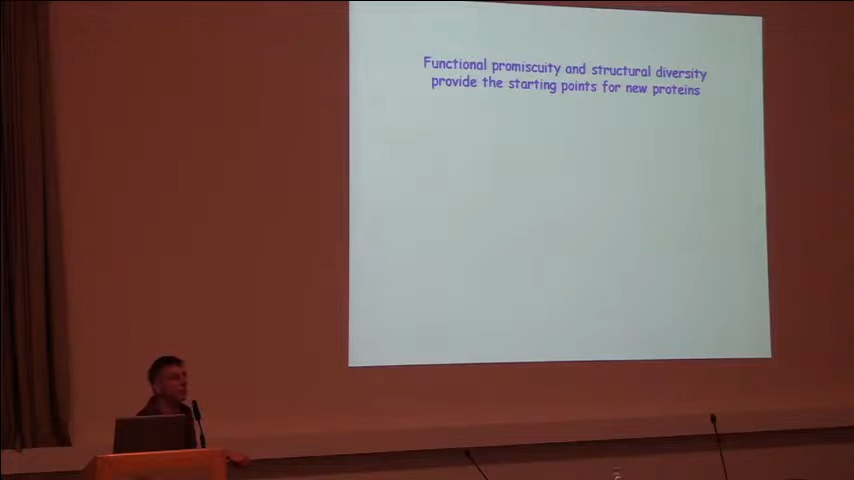 Functional promiscuity and structural diversity
provide the starting points for new proteins